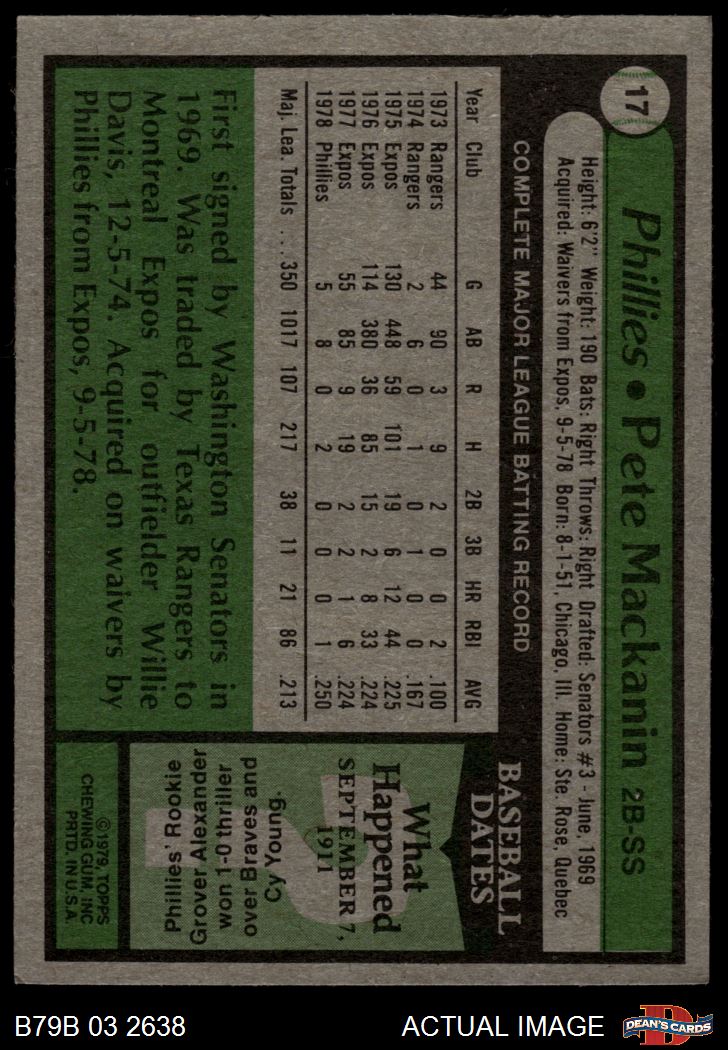 17
Phillies • Pete Mackanin 2B-SS
Height: 6'2" Weight: 190 Bats: Right Throws: Right Drafted: Senators #3 - June, 1969
Acquired: Waivers from Expos, 9-5-78 Born: 8-1-51, Chicago, Ill. Home: Ste. Rose, Quebec
COMPLETE MAJOR LEAGUE BATTING RECORD
Year Club G AB R H 2B 3B HR RBI AVG
1973 Rangers 44 90 3 9 2 0 0 2 .100
1974 Rangers 2 6 0 1 0 1 0 0 .167
1975 Expos 130 448 59 101 19 6 12 44 .225
1976 Expos 114 380 36 85 15 2 8 33 .224
1977 Expos 55 85 9 19 2 2 1 6 .224
1978 Phillies 5 8 0 2 0 0 0 1 .250
Maj. Lea. Totals ... 350 1017 107 217 38 11 21 86 .213
First signed by Washington Senators in
1969. Was traded by Texas Rangers to
Montreal Expos for outfielder Willie
Davis, 12-5-74. Acquired on waivers by
Phillies from Expos, 9-5-78.
BASEBALL
DATES
What
Happened
SEPTEMBER 7,
1911
Phillies' Rookie
Grover Alexander
won 1-0 thriller
over Braves and
Cy Young.
©1979, TOPPS
CHEWING GUM, INC
PRTD. IN U.S.A.
B79B 03 2638
ACTUAL IMAGE
D
DEAN'S CARDS